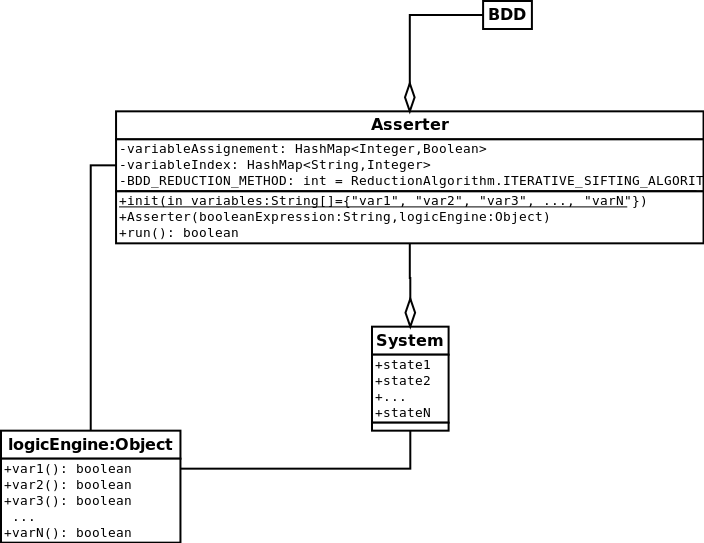 BDD
Asserter
-variableAssignement: HashMap<Integer,Boolean>
-variableIndex: HashMap<String,Integer>
-BDD_REDUCTION_METHOD: int = ReductionAlgorithm.ITERATIVE_SIFTING_ALGORIT
+init(in variables:String[]={"var1", "var2", "var3", ..., "varN"})
+Asserter(booleanExpression:String,logicEngine:Object)
+run(): boolean
System
+state1
+state2
+...
+stateN
logicEngine:Object
+var1(): boolean
+var2(): boolean
+var3(): boolean
...
+varN(): boolean